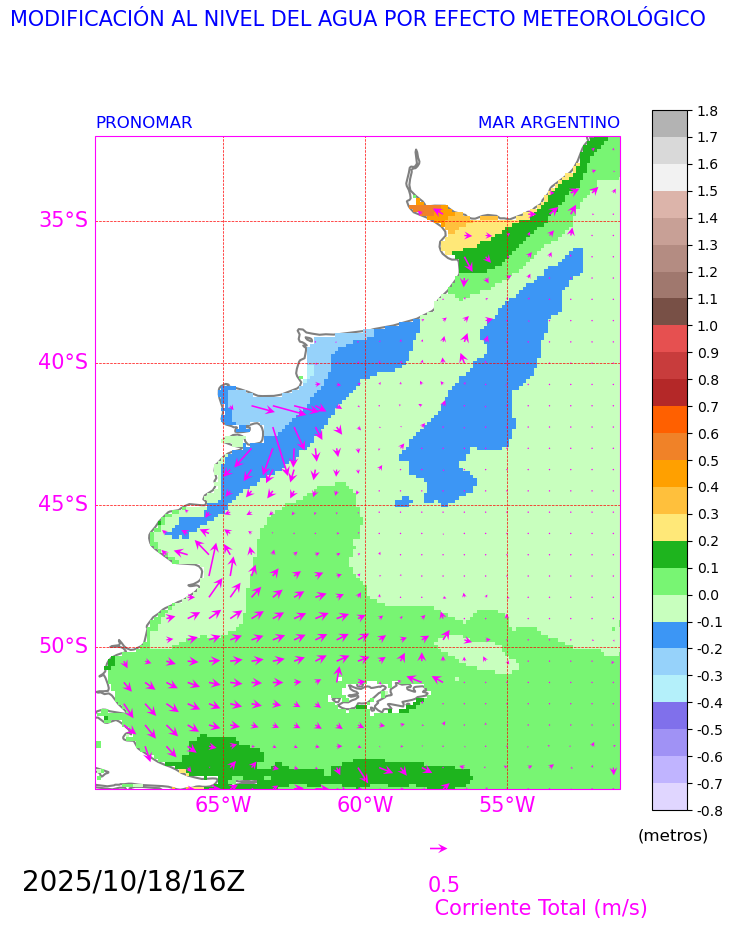 MODIFICACIÓN AL NIVEL DEL AGUA POR EFECTO METEOROLÓGICO
PRONOMAR MAR ARGENTINO
35°S
40°S
45°S
50°S
65°W 60°W 55°W
1.8
1.7
1.6
1.5
1.4
1.3
1.2
1.1
1.0
0.9
0.8
0.7
0.6
0.5
0.4
0.3
0.2
0.1
0.0
-0.1
-0.2
-0.3
-0.4
-0.5
-0.6
-0.7
-0.8
(metros)
2025/10/18/16Z
0.5
Corriente Total (m/s)